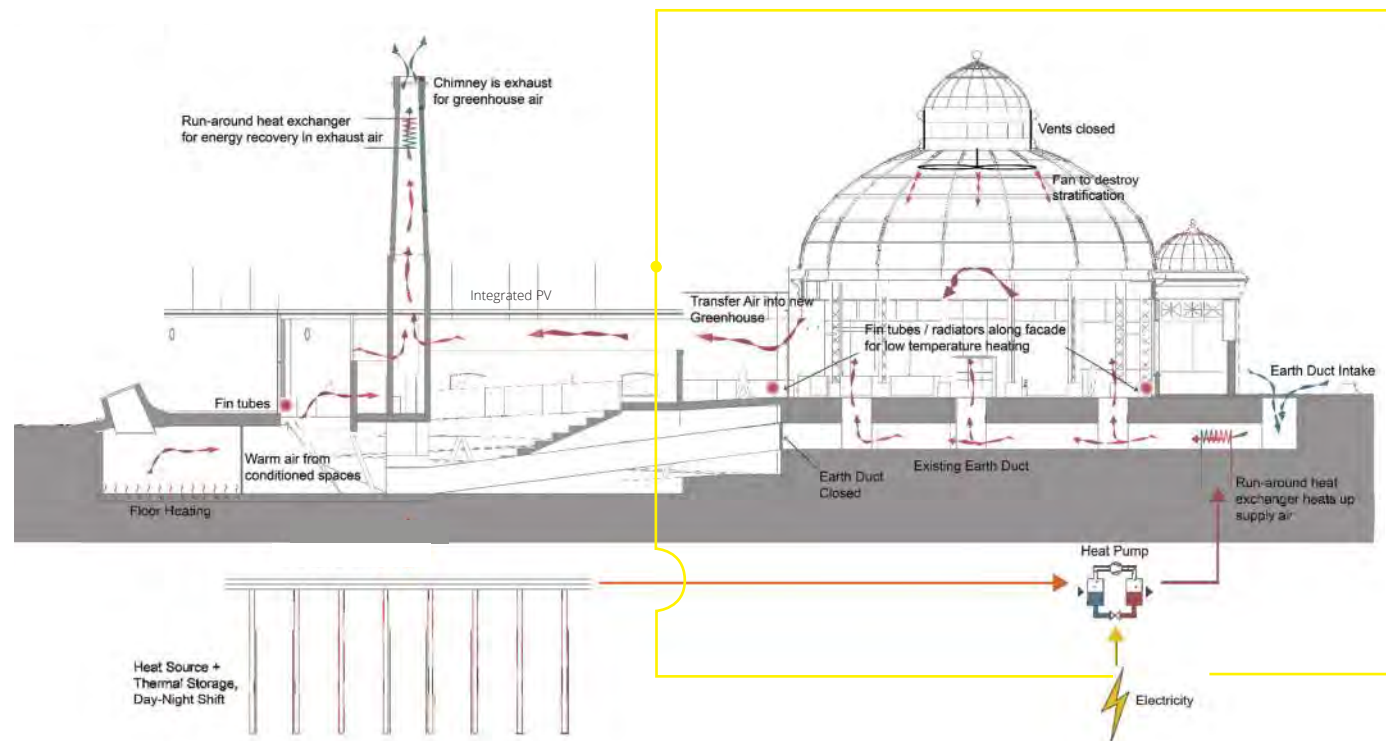 Chimney is exhaust
for greenhouse air
Run-around heat exchanger
for energy recovery in exhaust air
Vents closed
Fan to destroy
stratification
Integrated PV
Transfer Air into new
Greenhouse
Fin tubes / radiators along facade
for low temperature heating
Earth Duct Intake
Fin tubes
Warm air from
conditioned spaces
Floor Heating
Earth Duct
Closed
Existing Earth Duct
Run-around heat
exchanger heats up
supply air
Heat Pump
Heat Source +
Thermal Storage,
Day-Night Shift
Electricity